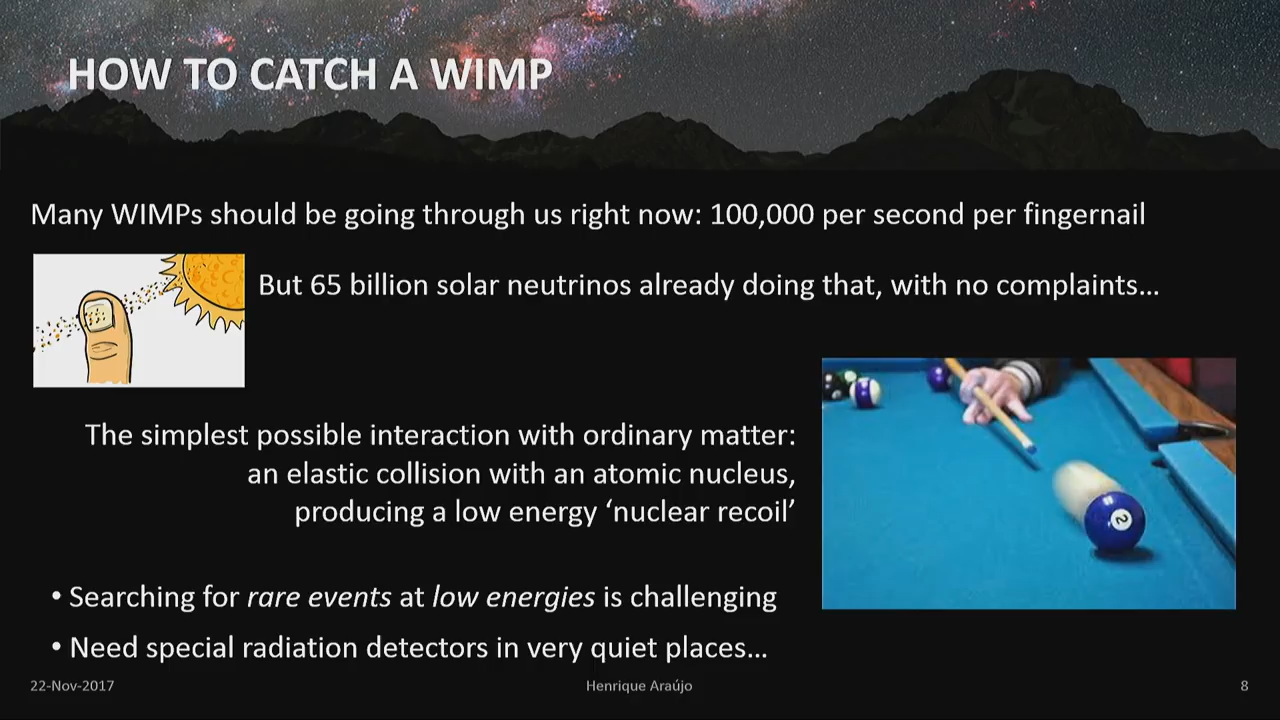 HOW TO CATCH A WIMP
Many WIMPs should be going through us right now: 100,000 per second per fingernail
But 65 billion solar neutrinos already doing that, with no complaints…
The simplest possible interaction with ordinary matter:
an elastic collision with an atomic nucleus,
producing a low energy ‘nuclear recoil’
2
• Searching for rare events at low energies is challenging
• Need special radiation detectors in very quiet places…
22-Nov-2017
Henrique Araújo
8